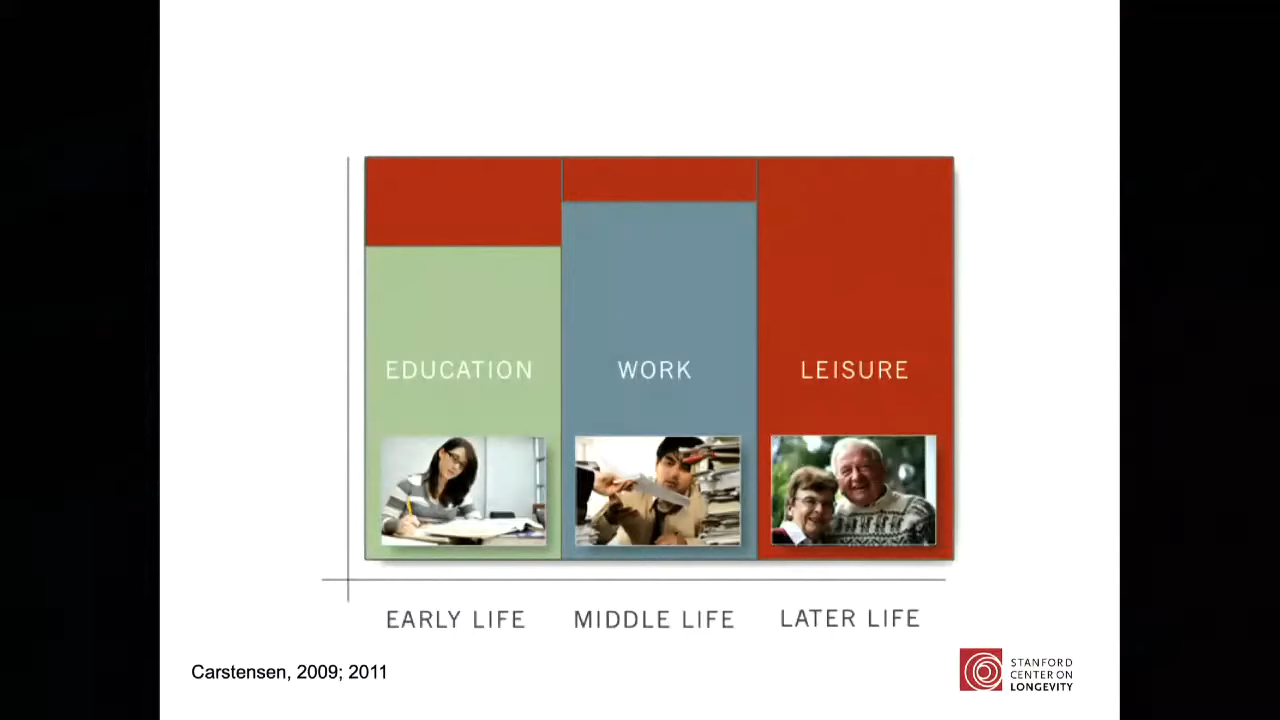 EDUCATION
WORK
LEISURE
EARLY LIFE
MIDDLE LIFE
LATER LIFE
Carstensen, 2009; 2011
STANFORD
CENTER ON
LONGEVITY